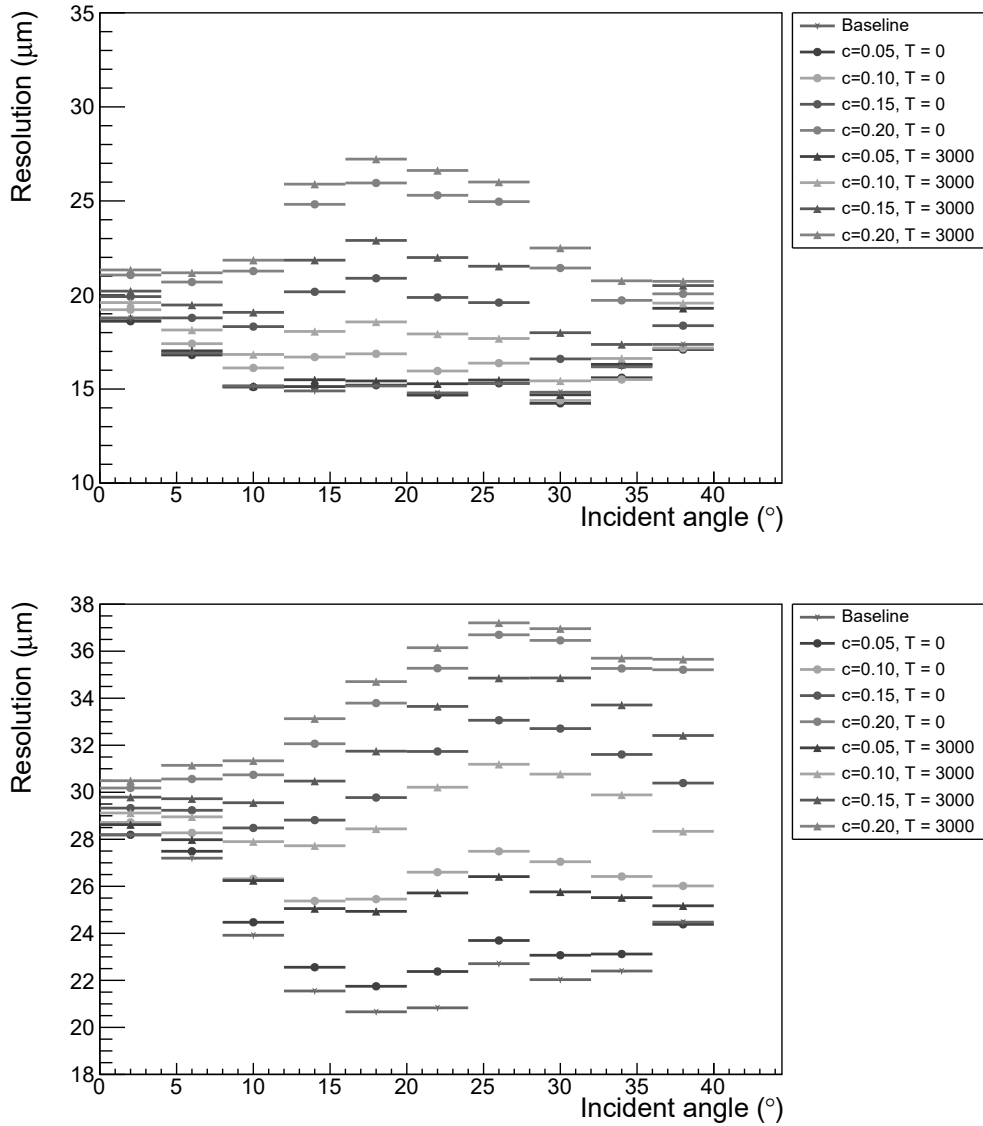 Resolution (μm)
35
30
25
20
15
10
0 5 10 15 20 25 30 35 40
Incident angle (°)
Baseline
c=0.05, T = 0
c=0.10, T = 0
c=0.15, T = 0
c=0.20, T = 0
c=0.05, T = 3000
c=0.10, T = 3000
c=0.15, T = 3000
c=0.20, T = 3000
Resolution (μm)
38
36
34
32
30
28
26
24
22
20
18
0 5 10 15 20 25 30 35 40
Incident angle (°)
Baseline
c=0.05, T = 0
c=0.10, T = 0
c=0.15, T = 0
c=0.20, T = 0
c=0.05, T = 3000
c=0.10, T = 3000
c=0.15, T = 3000
c=0.20, T = 3000